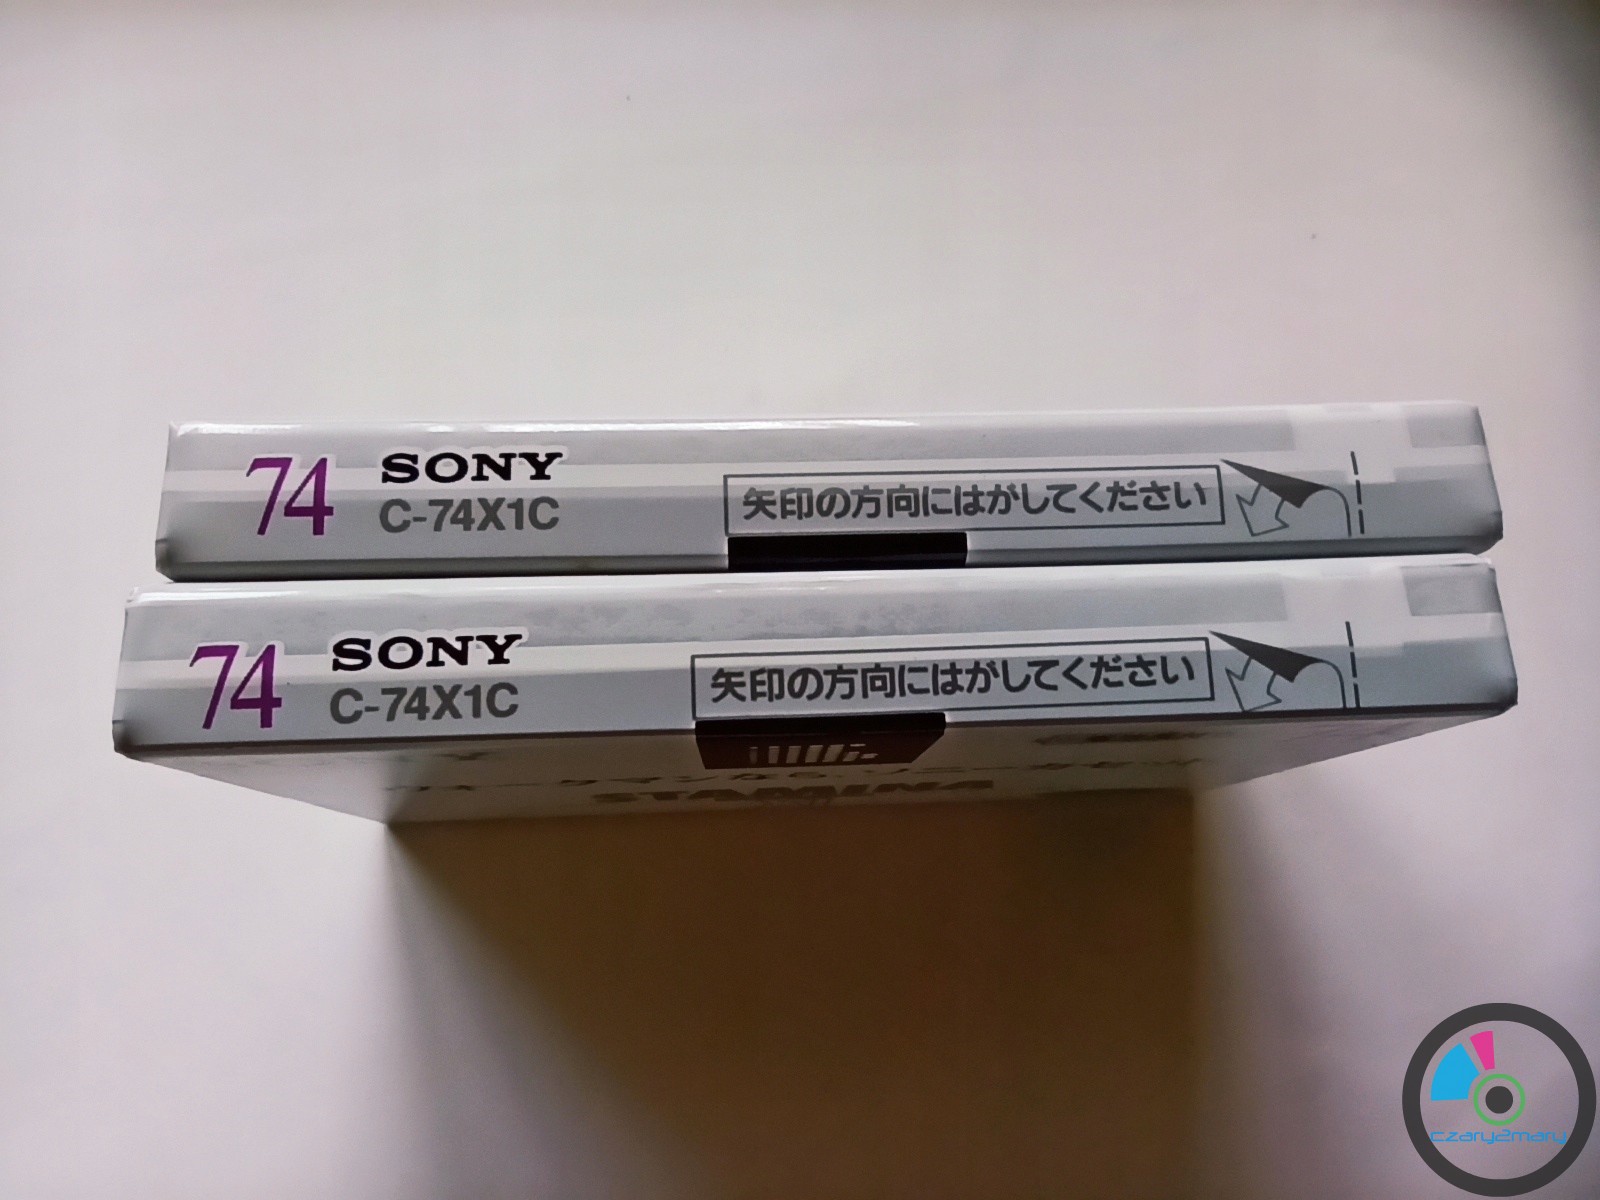 74
SONY
C-74X1C
矢印の方向にはがしてください
74
SONY
C-74X1C
矢印の方向にはがしてください
STAMINA
czary2mary